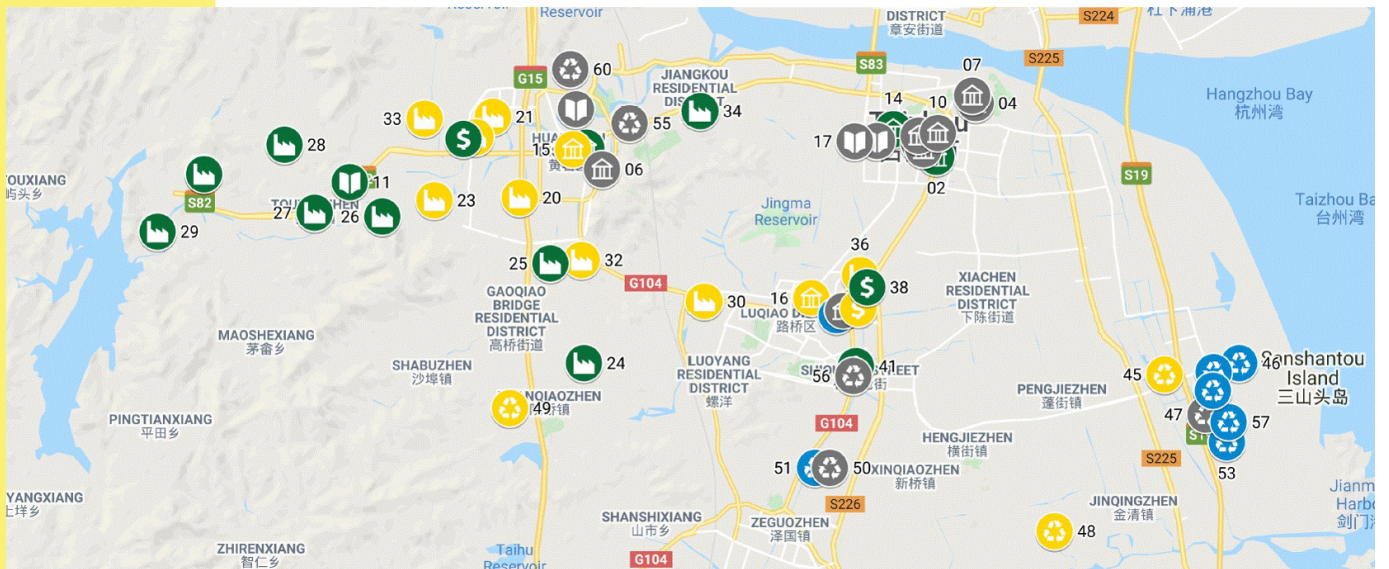 Reservoir
DISTRICT
章安街道
S224
杜下浦港
S225
S83
07
60
G15
JIANGKOU
RESIDENTIAL
04
14
10
Hangzhou Bay
杭州湾
33
21
34
55
17
28
15
06
02
S19
11
OUXIANG
屿头乡
S82
27
26
23
20
29
Jingma
Reservoir
Taizhou Ba
台州湾
36
25
32
G104
30
16
38
XIACHEN
RESIDENTIAL
DISTRICT
下陈街道
GAOQIAO
BRIDGE
RESIDENTIAL
DISTRICT
高桥街道
路桥区
MAOSHEXIANG
茅畲乡
SHABUZHEN
沙埠镇
24
LUOYANG
RESIDENTIAL
DISTRICT
螺洋
56
41
45
46
Sanshantou
Island
三山头岛
PENGJIEZHEN
蓬街镇
PINGTIANXIANG
平田乡
49
47
57
G104
HENGJIEZHEN
横街镇
S225
53
51
50
XINQIAOZHEN
新桥镇
YANGXIANG
上垟乡
S226
Jianm
Harbo
JINQINGZHEN
金清镇
SHANSHIXIANG
山市乡
ZEGUOZHEN
泽国镇
48
ZHIRENXIANG
智仁乡
Taihu
Reservoir
G104